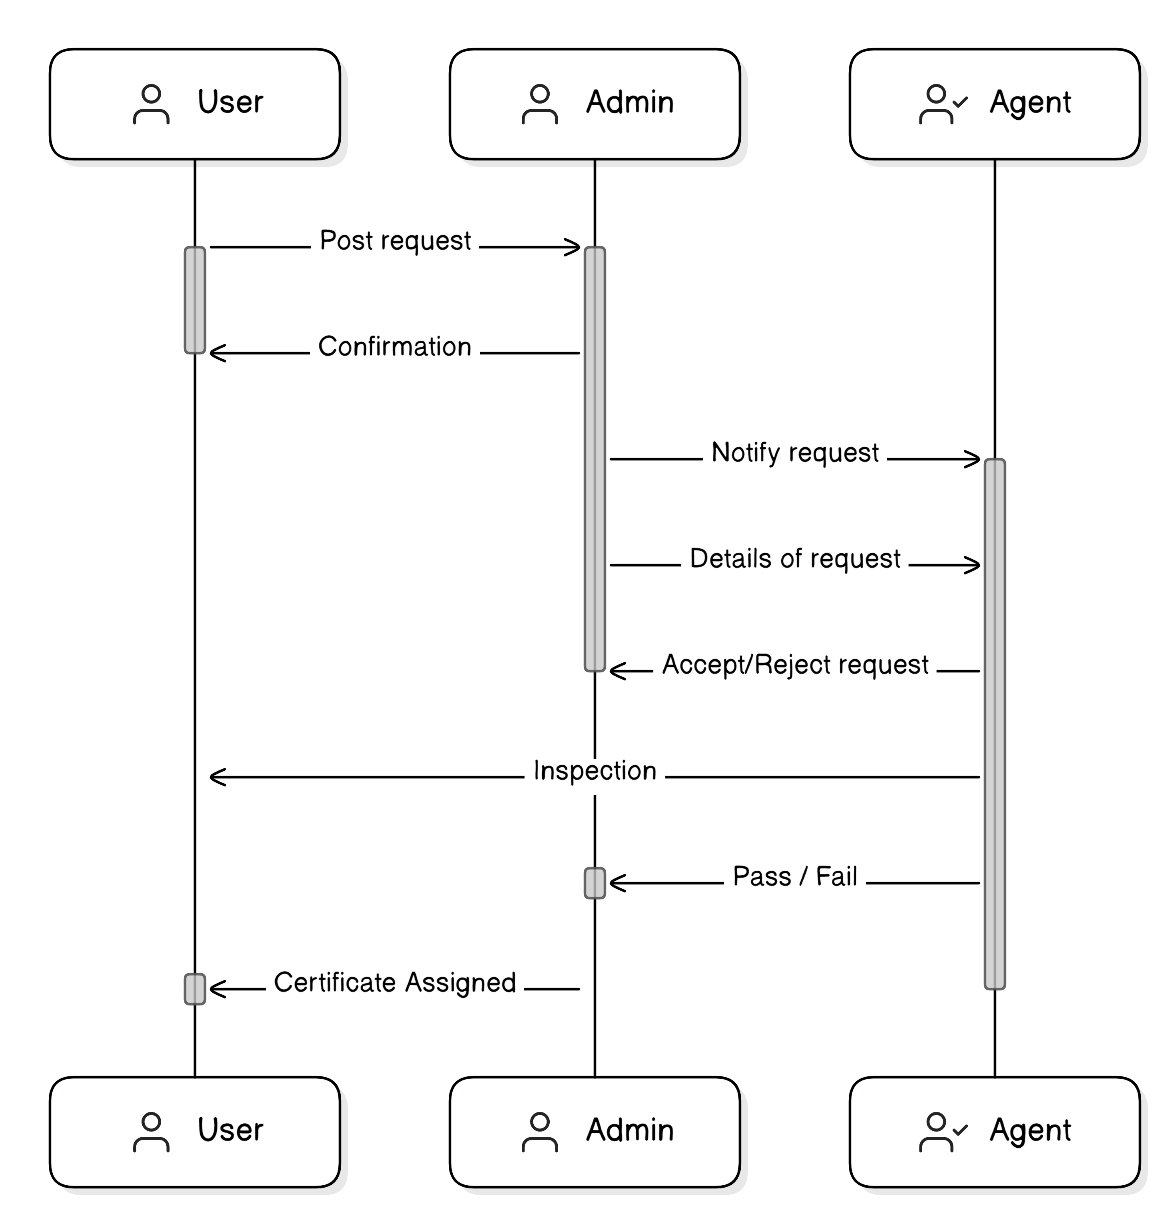 User
Admin
Agent
Post request
Confirmation
Notify request
Details of request
Accept/Reject request
Inspection
Pass / Fail
Certificate Assigned
User
Admin
Agent